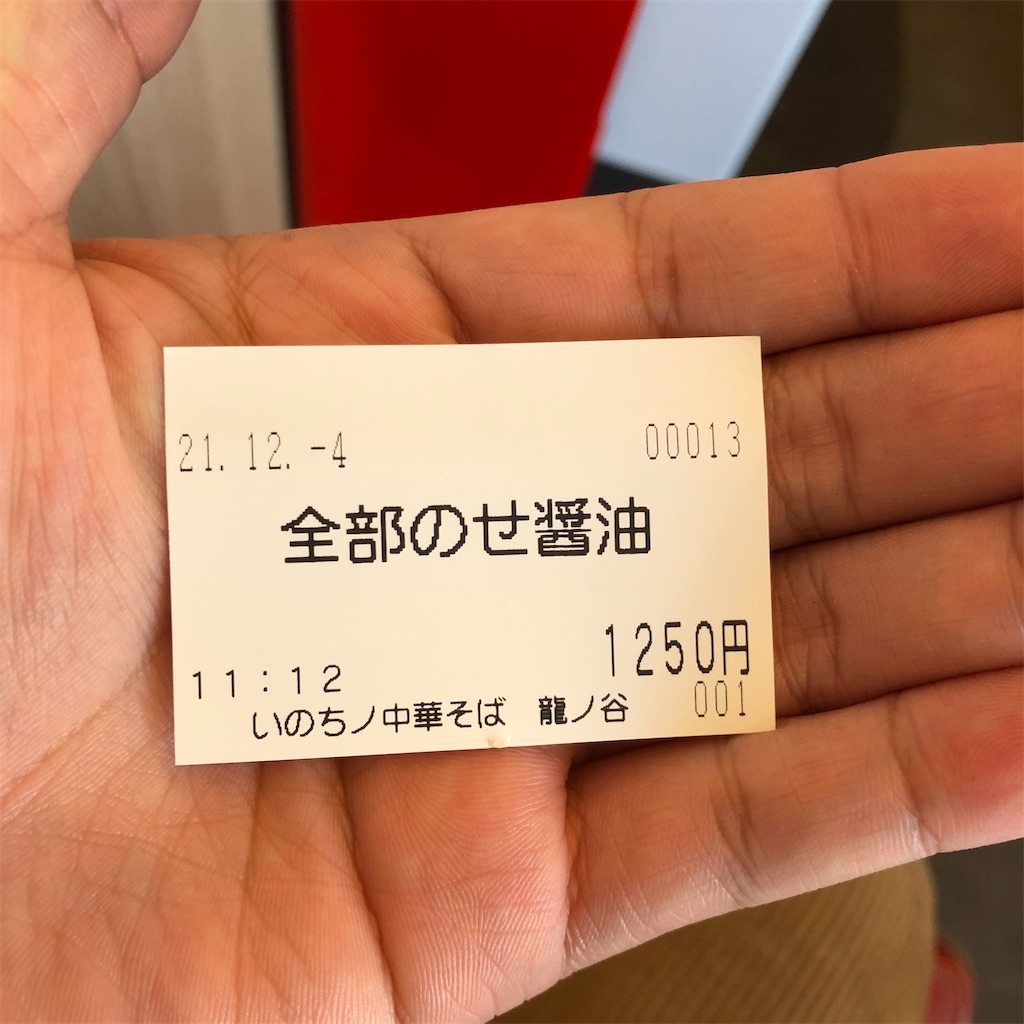 21.12.-4 00013
全部のせ醤油
1250円
11:12 001
いのちノ中華そば 龍ノ谷